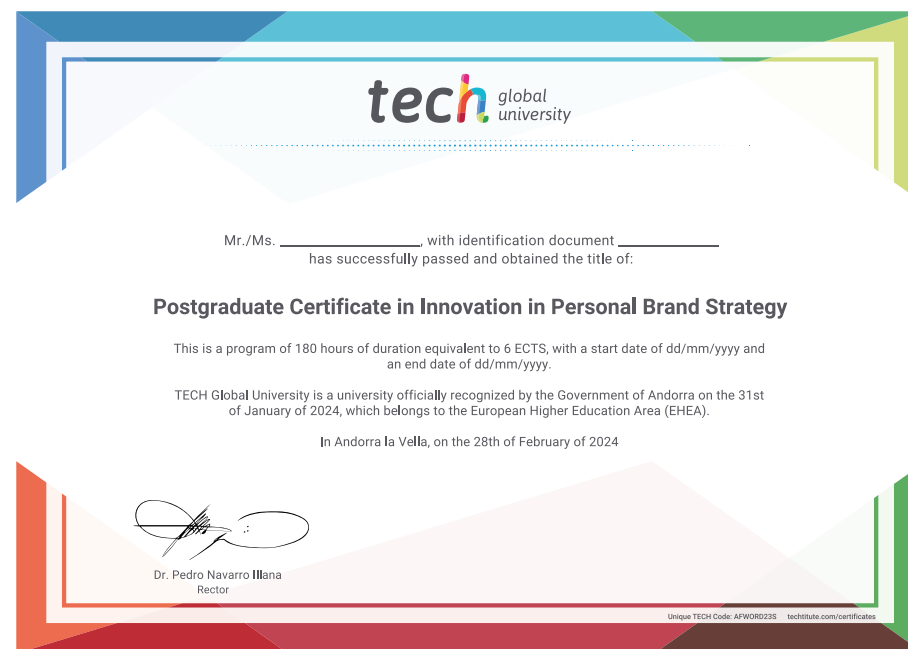 tech global university
Mr./Ms. ____________, with identification document ____________
has successfully passed and obtained the title of:
Postgraduate Certificate in Innovation in Personal Brand Strategy
This is a program of 180 hours of duration equivalent to 6 ECTS, with a start date of dd/mm/yyyy and
an end date of dd/mm/yyyy.
TECH Global University is a university officially recognized by the Government of Andorra on the 31st
of January of 2024, which belongs to the European Higher Education Area (EHEA).
In Andorra la Vella, on the 28th of February of 2024
Dr. Pedro Navarro Illana
Rector
Unique TECH Code: AFWORD23S techtitute.com/certificates